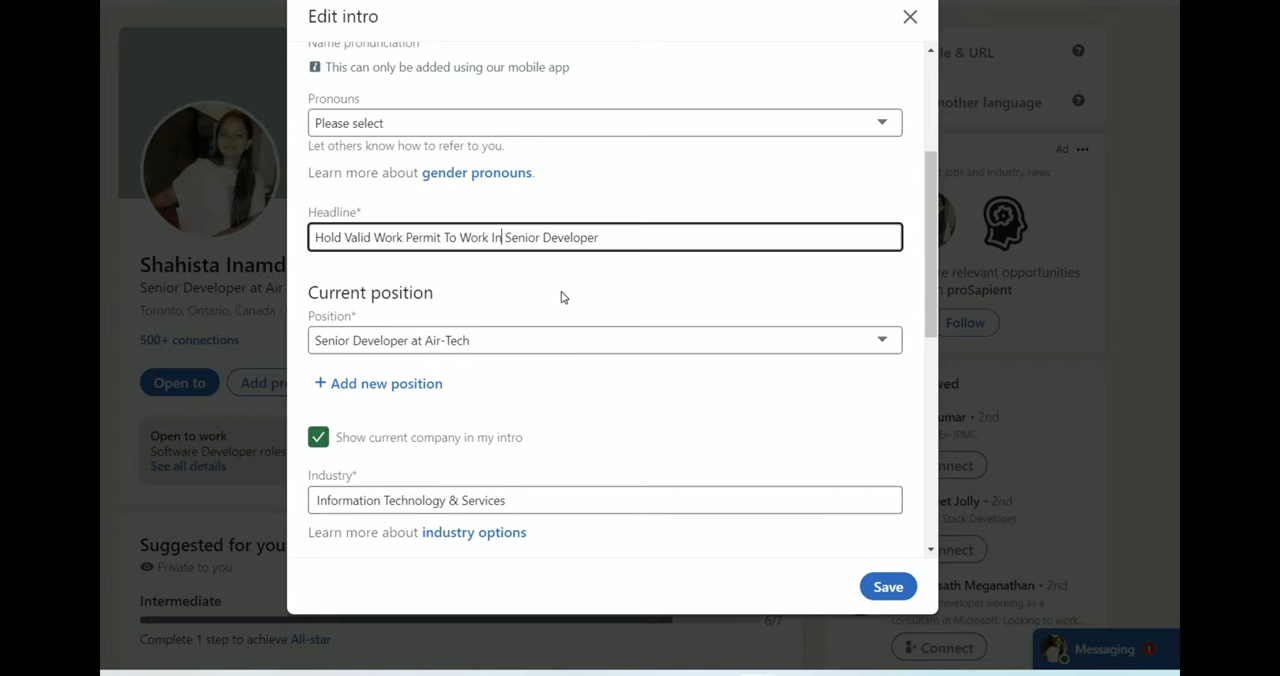 Edit intro
Name pronunciation
This can only be added using our mobile app
Pronouns
Please select
Let others know how to refer to you.
Learn more about gender pronouns.
Headline*
Hold Valid Work Permit To Work In Senior Developer
Current position
Position*
Senior Developer at Air-Tech
+ Add new position
Show current company in my intro
Industry*
Information Technology & Services
Learn more about industry options
Save
Shahista Inamd
Senior Developer at Air
Toronto, Ontario, Canada ·
500+ connections
Open to
Add pr
Open to work
Software Developer roles
See all details
Suggested for you
Private to you
Intermediate
6/7
Complete 1 step to achieve All-star
le & URL
nother language
Ad ...
s jobs and industry news
e relevant opportunities
n proSapient
Follow
wed
umar • 2nd
Ex-JPMC
nnect
eet Jolly • 2nd
Stack Developer
nnect
asath Meganathan • 2nd
developer working as a
consultant in Microsoft. Looking to work...
Connect
Messaging 1